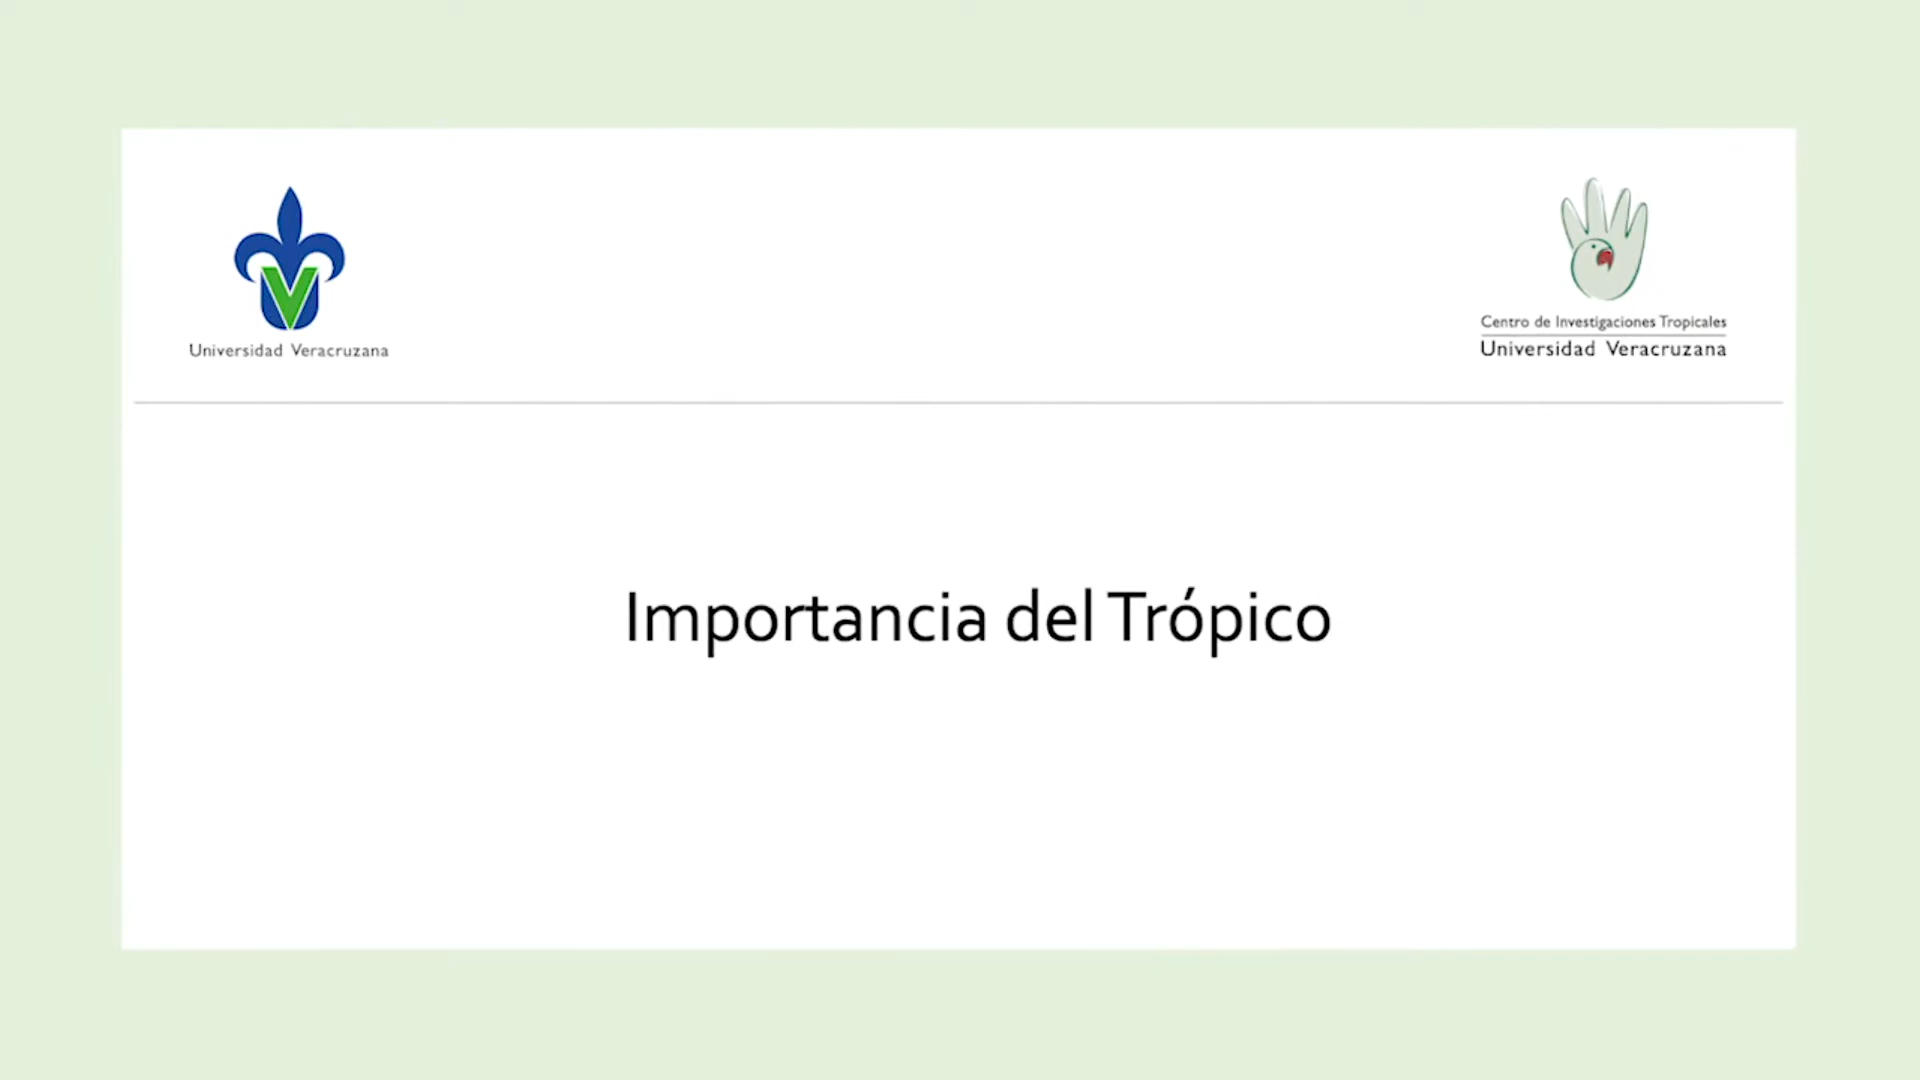 Universidad Veracruzana
Centro de Investigaciones Tropicales
Universidad Veracruzana
Importancia del Trópico